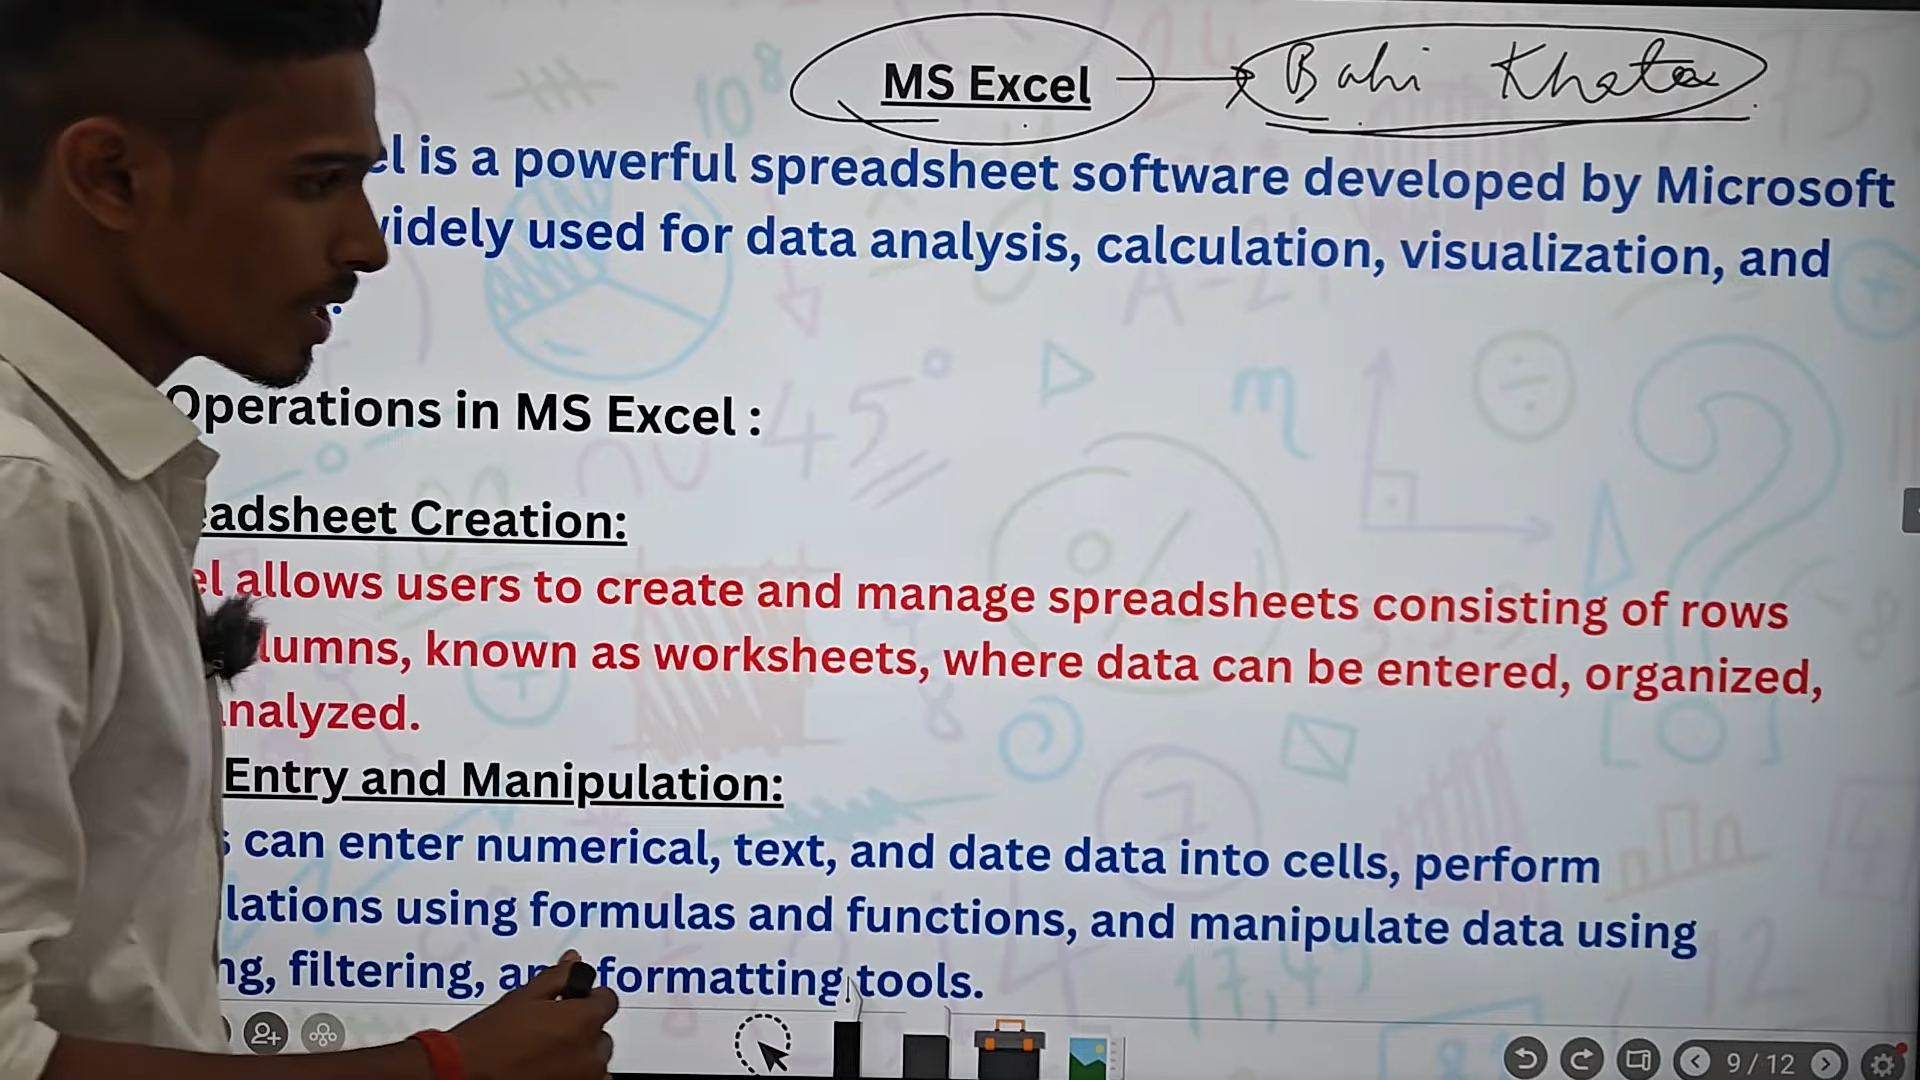 MS Excel Bahi Khata
el is a powerful spreadsheet software developed by Microsoft
widely used for data analysis, calculation, visualization, and
Operations in MS Excel :
eadsheet Creation:
el allows users to create and manage spreadsheets consisting of rows
lumns, known as worksheets, where data can be entered, organized,
analyzed.
Entry and Manipulation:
s can enter numerical, text, and date data into cells, perform
lations using formulas and functions, and manipulate data using
ng, filtering, and formatting tools.
9 / 12